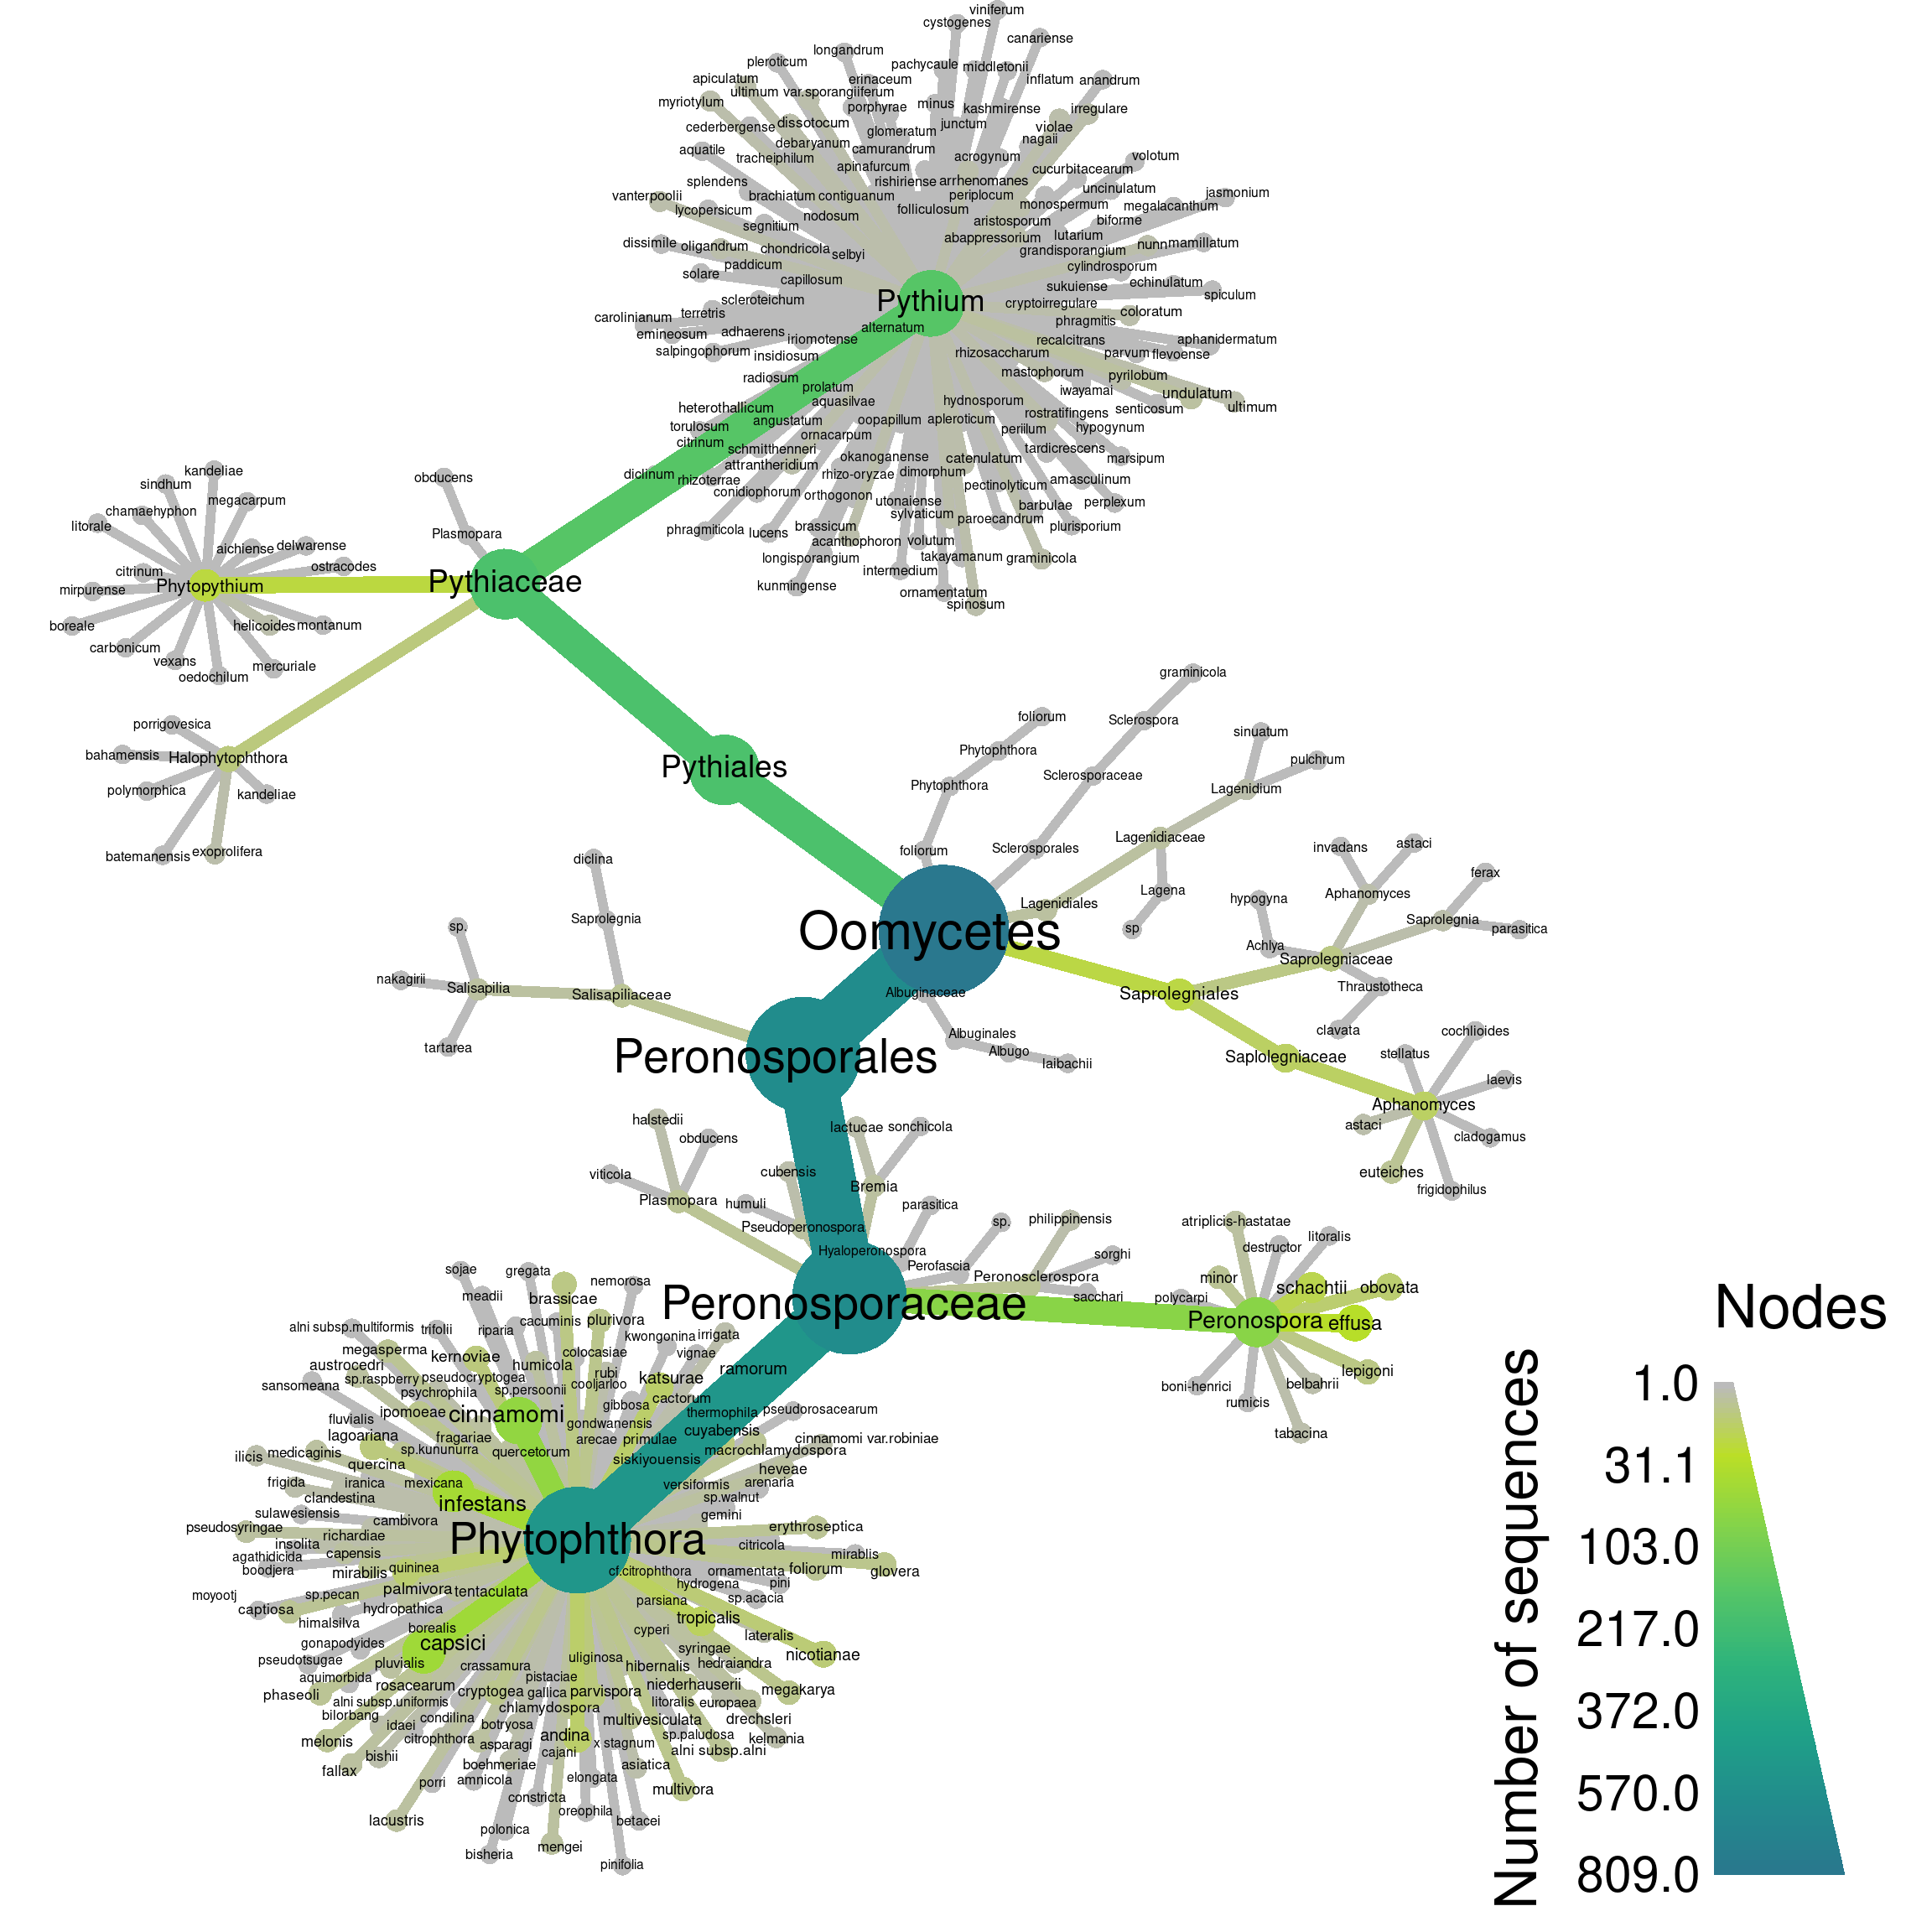 viniferum
cystogenes
canariense
longandrum
pleroticum
pachycaule
middletonii
apiculatum
erinaceum
inflatum
anandrum
ultimum var.sporangiiferum
myriotylum
porphyrae
minus
kashmirense
irregulare
cederbergense
dissotocum
glomeratum
junctum
violae
debaryanum
camurandrum
nagaii
aquatile
tracheiphilum
apinafurcum
acrogynum
volotum
cucurbitacearum
splendens
rishiriense
arrhenomanes
uncinulatum
jasmonium
vanterpoolii
brachiatum
contiguanum
periplocum
monospermum
megalacanthum
lycopersicum
nodosum
folliculosum
aristosporum
biforme
segnitium
abappressorium
lutarium
dissimile
oligandrum
chondricola
selbyi
grandisporangium
nunn
mamillatum
paddicum
cylindrosporum
solare
capillosum
sukuiense
echinulatum
spiculum
scleroteichum
Pythium
cryptoirregulare
carolinianum
terretris
coloratum
phragmitis
emineosum
adhaerens
iriomotense
alternatum
recalcitrans
aphanidermatum
salpingophorum
insidiosum
rhizosaccharum
parvum
flevoense
radiosum
prolatum
mastophorum
pyrilobum
iwayamai
undulatum
heterothallicum
aquasilvae
hydnosporum
senticosum
ultimum
torulosum
angustatum
oopapillum
apleroticum
rostratifingens
periilum
hypogynum
citrinum
schmitthenneri
ornacarpum
tardicrescens
marsipum
diclinum
rhizoterrae
attrantheridium
okanoganense
catenulatum
rhizo-oryzae
dimorphum
pectinolyticum
amasculinum
conidiophorum
orthogonon
utonaiense
barbulae
perplexum
sylvaticum
paroecandrum
plurisporium
phragmiticola
lucens
brassicum
acanthophoron
volutum
longisporangium
takayamanum
graminicola
intermedium
kunmingense
ornamentatum
spinosum
kandeliae
obducens
sindhum
megacarpum
chamaehyphon
litorale
Plasmopara
aichiense
delwarense
ostracodes
citrinum
Phytopythium
Pythiaceae
mirpurense
boreale
helicoides
montanum
carbonicum
vexans
mercuriale
oedochilum
porrigovesica
bahamensis
Halophytophthora
polymorphica
kandeliae
batemanensis
exoprolifera
Pythiales
graminicola
foliorum
Sclerospora
Phytophthora
sinuatum
pulchrum
Sclerosporaceae
Phytophthora
Lagenidium
Lagenidiaceae
foliorum
Sclerosporales
invadans
astaci
diclina
ferax
Lagena
hypogyna
Aphanomyces
Lagenidiales
Saprolegnia
Saprolegnia
sp.
Oomycetes
sp
parasitica
Achlya
Saprolegniaceae
nakagirii
Salisapilia
Salisapiliaceae
Albuginaceae
Saprolegniales
Thraustotheca
clavata
cochlioides
tartarea
Albuginales
Peronosporales
Albugo
laibachii
Saplolegniaceae
stellatus
laevis
Aphanomyces
astaci
cladogamus
halstedii
obducens
lactucae
sonchicola
viticola
cubensis
euteiches
Bremia
frigidophilus
Plasmopara
humuli
parasitica
Pseudoperonospora
sp.
philippinensis
atriplicis-hastatae
Hyaloperonospora
destructor
litoralis
Perofascia
sorghi
Peronosclerospora
minor
schachtii
obovata
Peronosporaceae
sacchari
polycarpi
Peronospora
effusa
lepigoni
boni-henrici
belbahrii
rumicis
tabacina
sojae
gregata
nemorosa
meadii
brassicae
alni subsp.multiformis
trifolii
riparia
cacuminis
plurivora
kwongonina
irrigata
megasperma
kernoviae
humicola
colocasiae
vignae
austrocedri
sp.raspberry
pseudocryptogea
rubi
katsurae
ramorum
sansomeana
psychrophila
sp.persoonii
cooljarloo
cactorum
ipomoeae
cinnamomi
gibbosa
thermophila
pseudorosacearum
fluvialis
gondwanensis
lagoariana
fragariae
arecae
primulae
cuyabensis
cinnamomi var.robiniae
ilicis
medicaginis
sp.kununurra
quercetorum
siskiyouensis
macrochlamydospora
quercina
heveae
frigida
iranica
mexicana
versiformis
arenaria
clandestina
infestans
sp.walnut
sulawesiensis
cambivora
gemini
pseudosyringae
richardiae
Phytophthora
erythroseptica
insolita
capensis
citricola
mirablis
agathidicida
boodjera
mirabilis
quininea
cf.citrophthora
ornamentata
foliorum
glovera
moyootj
sp.pecan
palmivora
tentaculata
hydrogena
pini
captiosa
hydropathica
parsiana
sp.acacia
himalsilva
borealis
tropicalis
gonapodyides
capsici
cyperi
lateralis
pseudotsugae
pluvialis
crassamura
uliginosa
syringae
nicotianae
aquimorbida
hibernalis
hedraiandra
phaseoli
rosacearum
pistaciae
niederhauserii
megakarya
alni subsp.uniformis
cryptogea
gallica
parvispora
litoralis
europaea
bilorbang
condilina
chlamydospora
multivesiculata
drechsleri
idaei
botryosa
andina
sp.paludosa
melonis
citrophthora
asparagi
cajani
x stagnum
kelmania
bishii
alni subsp.alni
fallax
boehmeriae
asiatica
porri
amnicola
elongata
multivora
constricta
lacustris
oreophila
betacei
polonica
bisheria
mengei
pinifolia
Nodes
Number of sequences
1.0
31.1
103.0
217.0
372.0
570.0
809.0